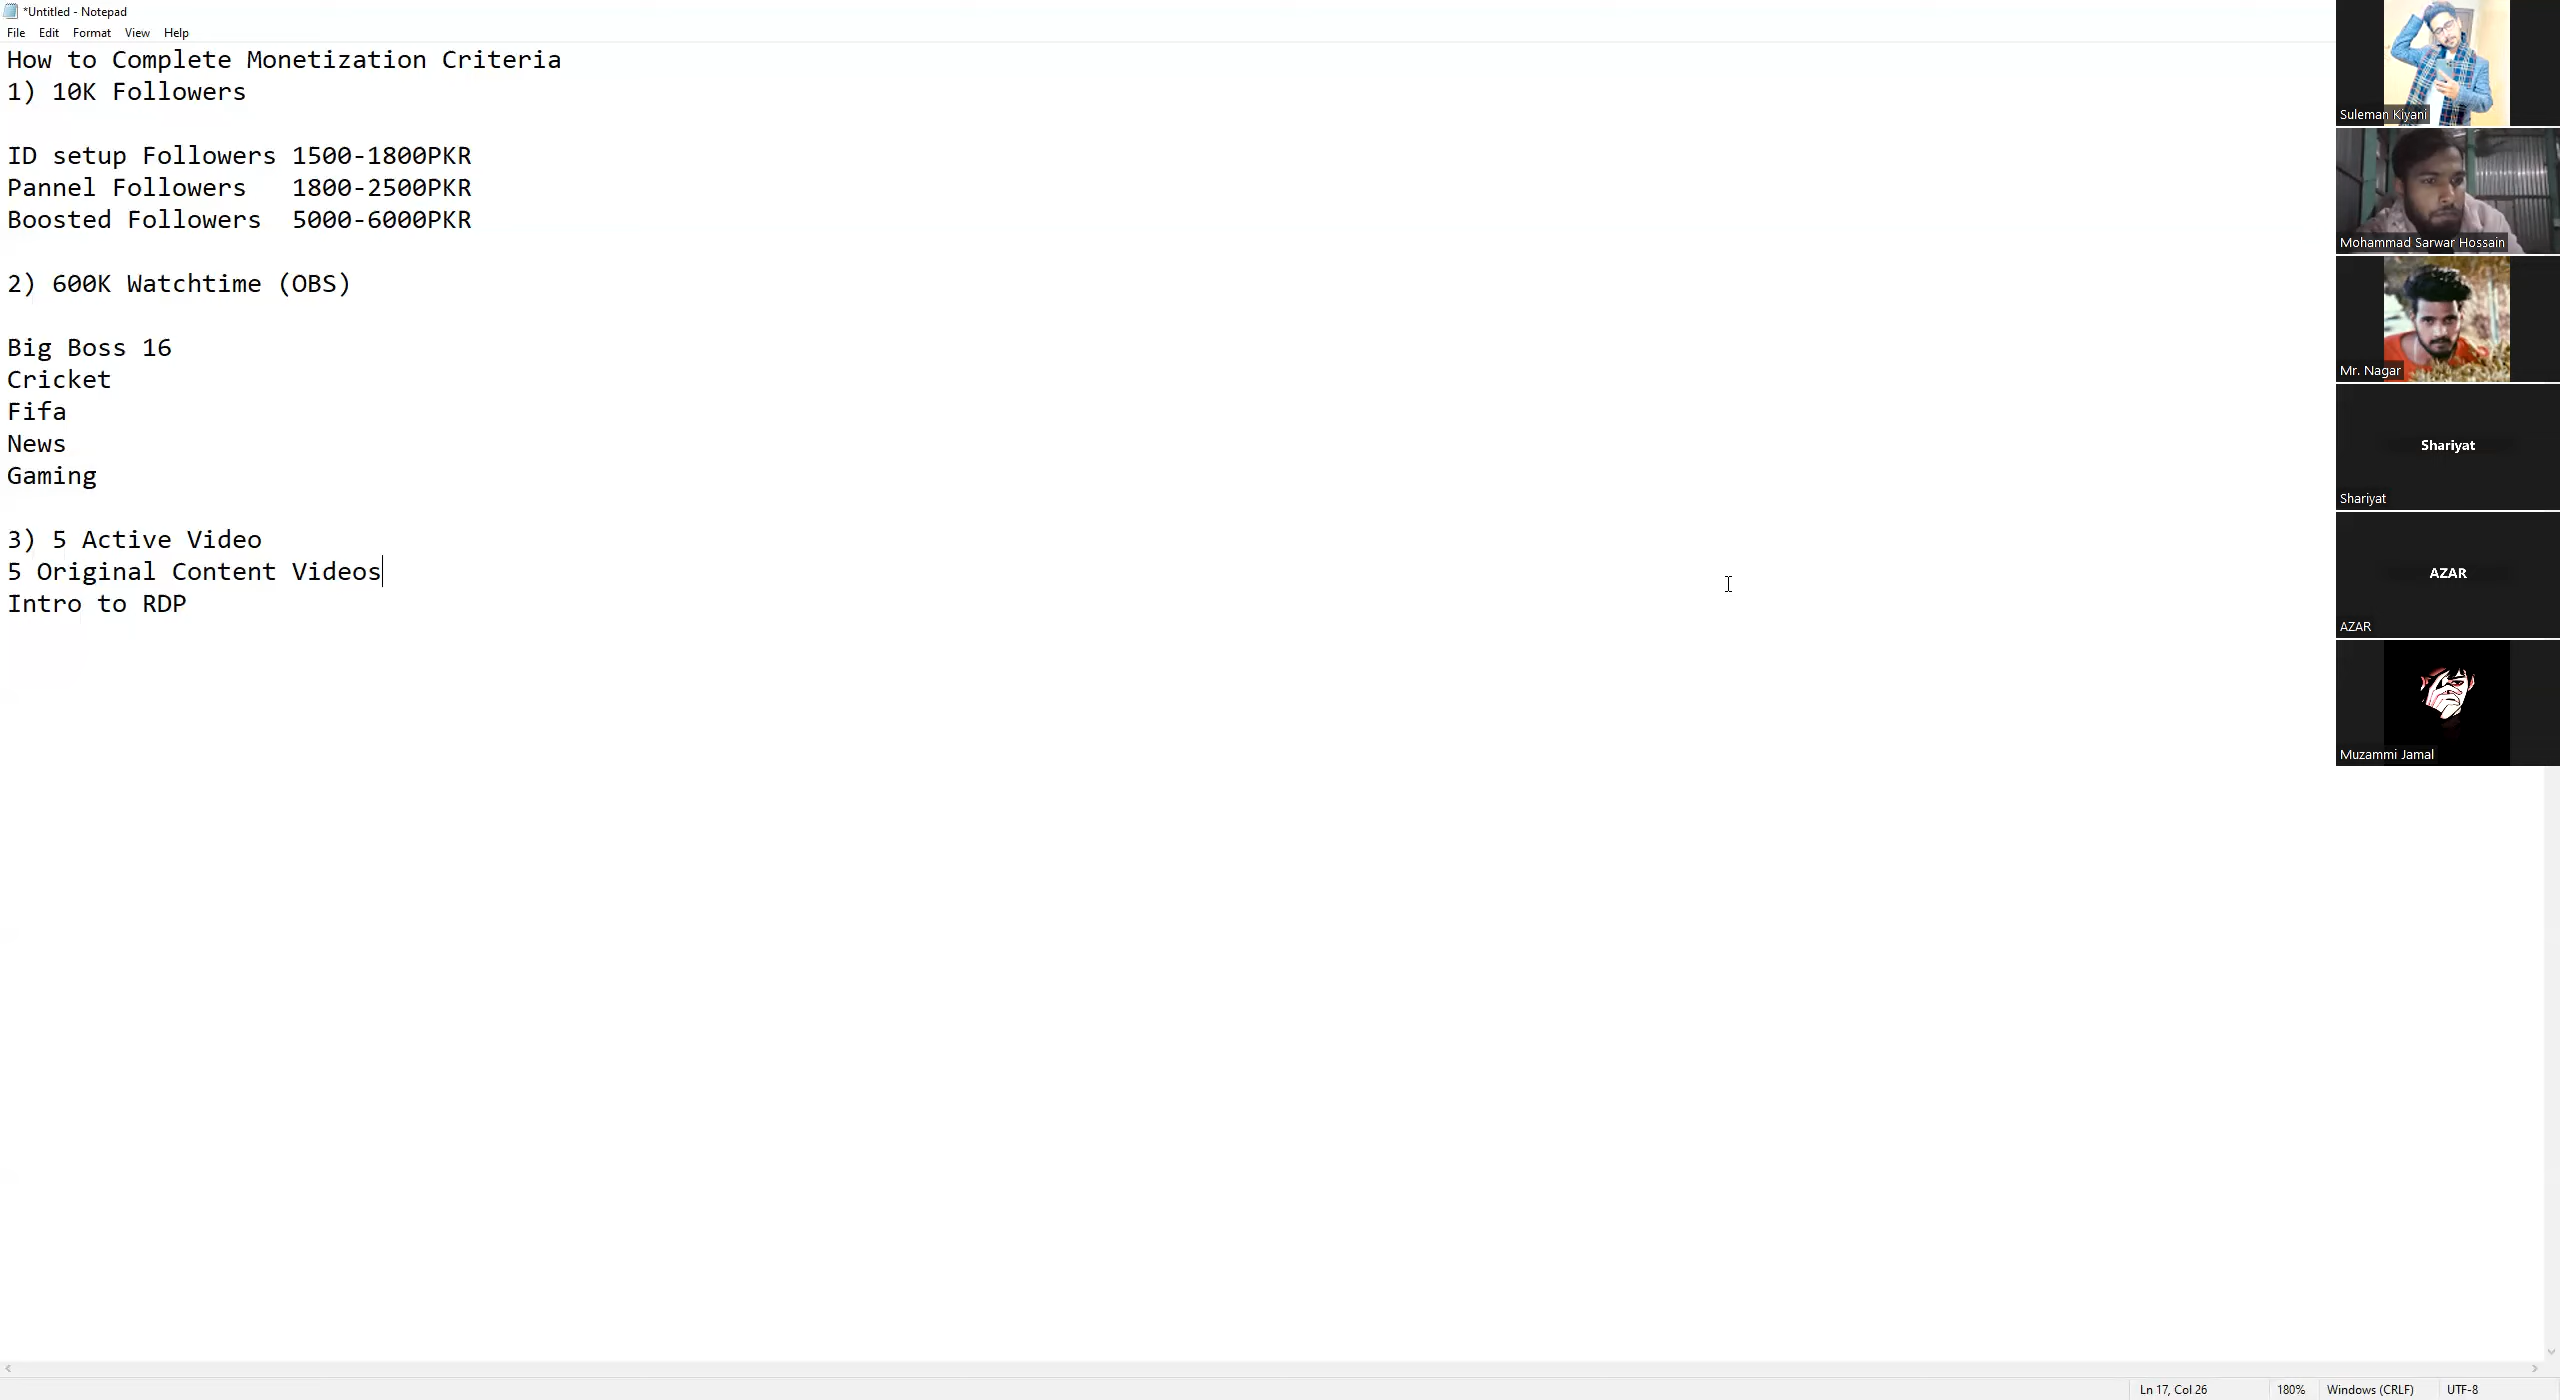 *Untitled - Notepad
File Edit Format View Help
How to Complete Monetization Criteria
1) 10K Followers
ID setup Followers 1500-1800PKR
Pannel Followers 1800-2500PKR
Boosted Followers 5000-6000PKR
2) 600K Watchtime (OBS)
Big Boss 16
Cricket
Fifa
News
Gaming
3) 5 Active Video
5 Original Content Videos
Intro to RDP
Suleman Kiyani
Mohammad Sarwar Hossain
Mr. Nagar
Shariyat
Shariyat
AZAR
AZAR
Muzammi Jamal
Ln 17, Col 26 180% Windows (CRLF) UTF-8